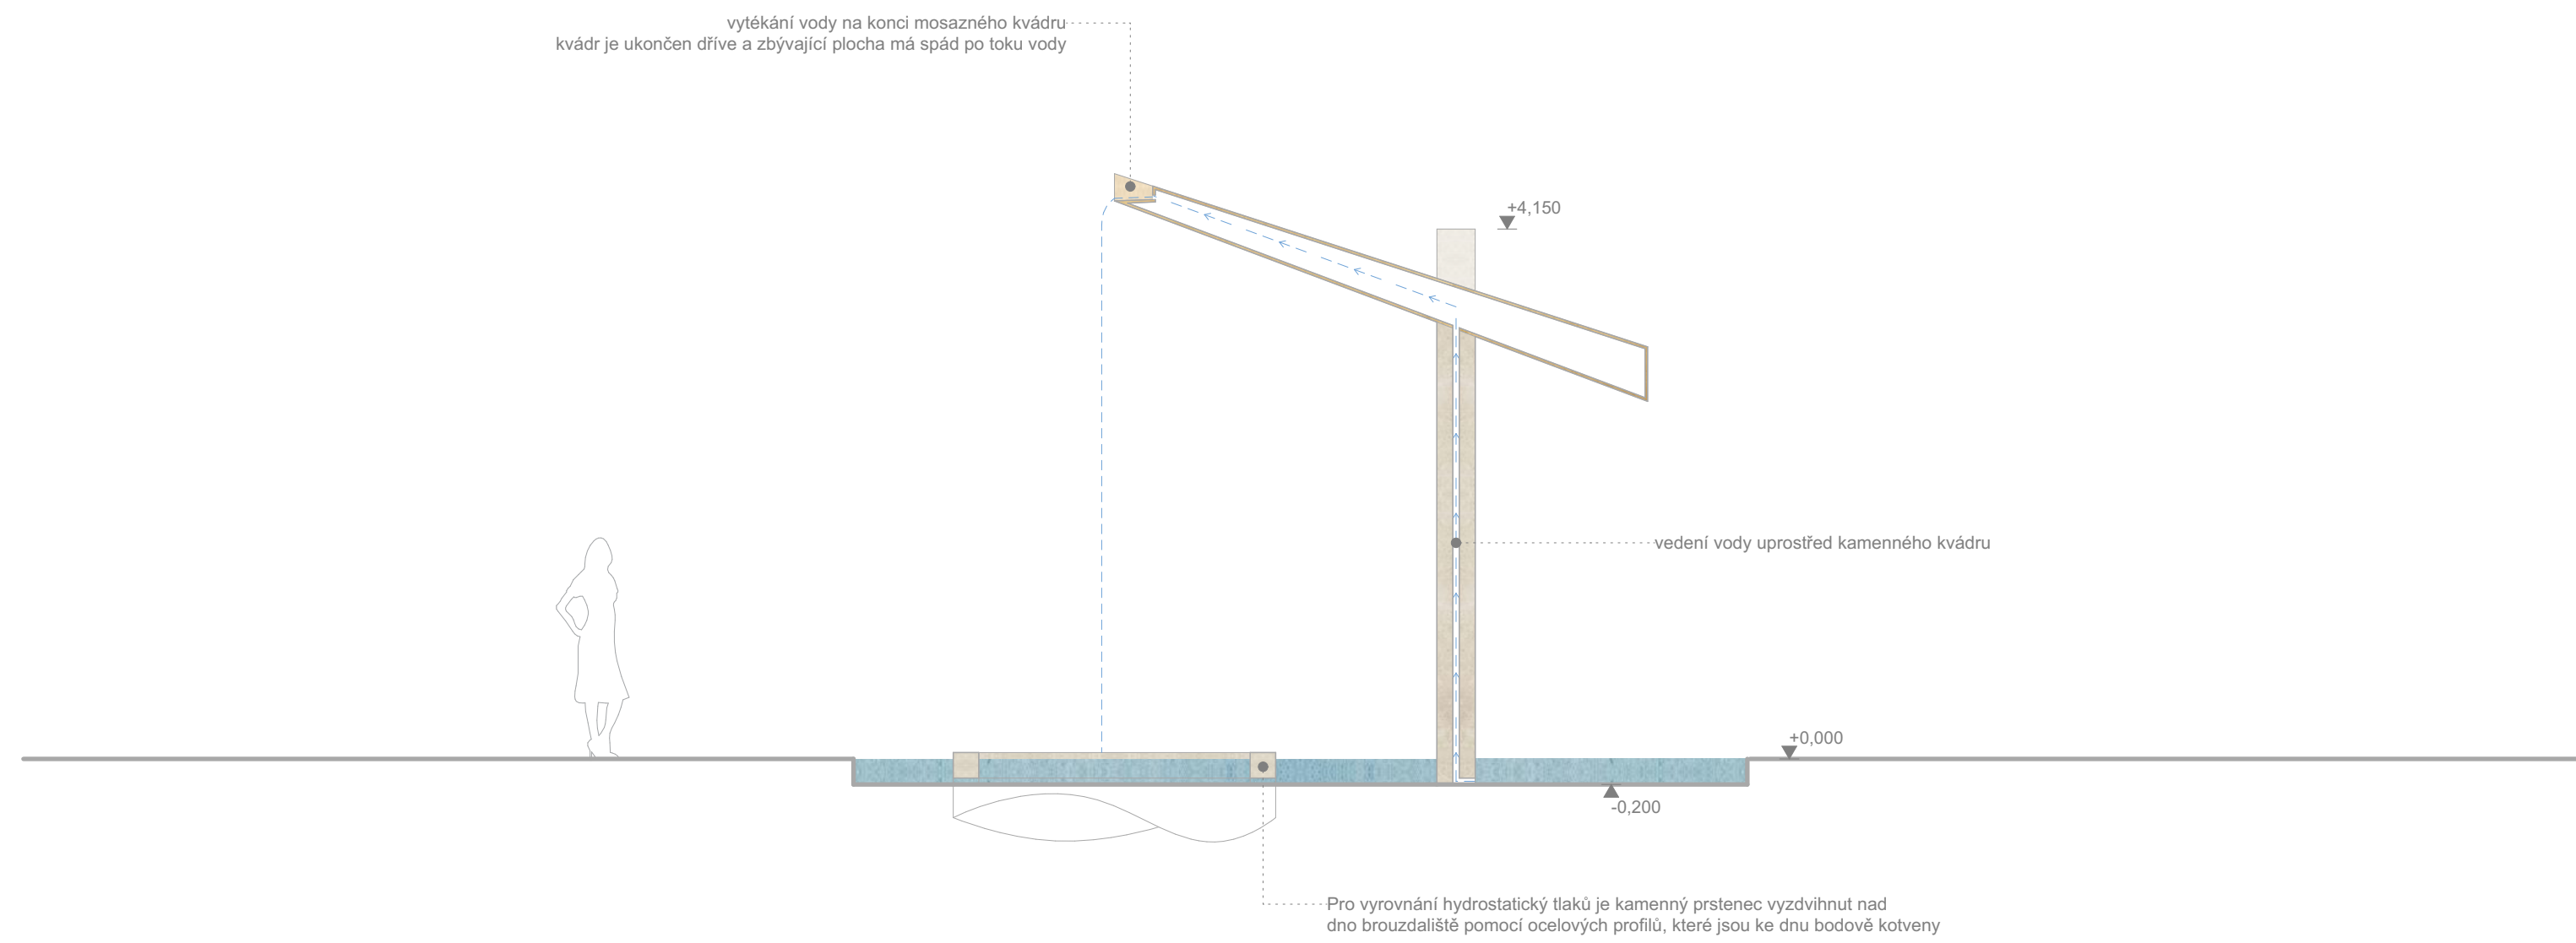 vytékání vody na konci mosazného kvádru
kvádr je ukončen dříve a zbývající plocha má spád po toku vody
+4,150
vedení vody uprostřed kamenného kvádru
+0,000
-0,200
Pro vyrovnání hydrostatický tlaků je kamenný prstenec vyzdvihnut nad
dno brouzdaliště pomocí ocelových profilů, které jsou ke dnu bodově kotveny